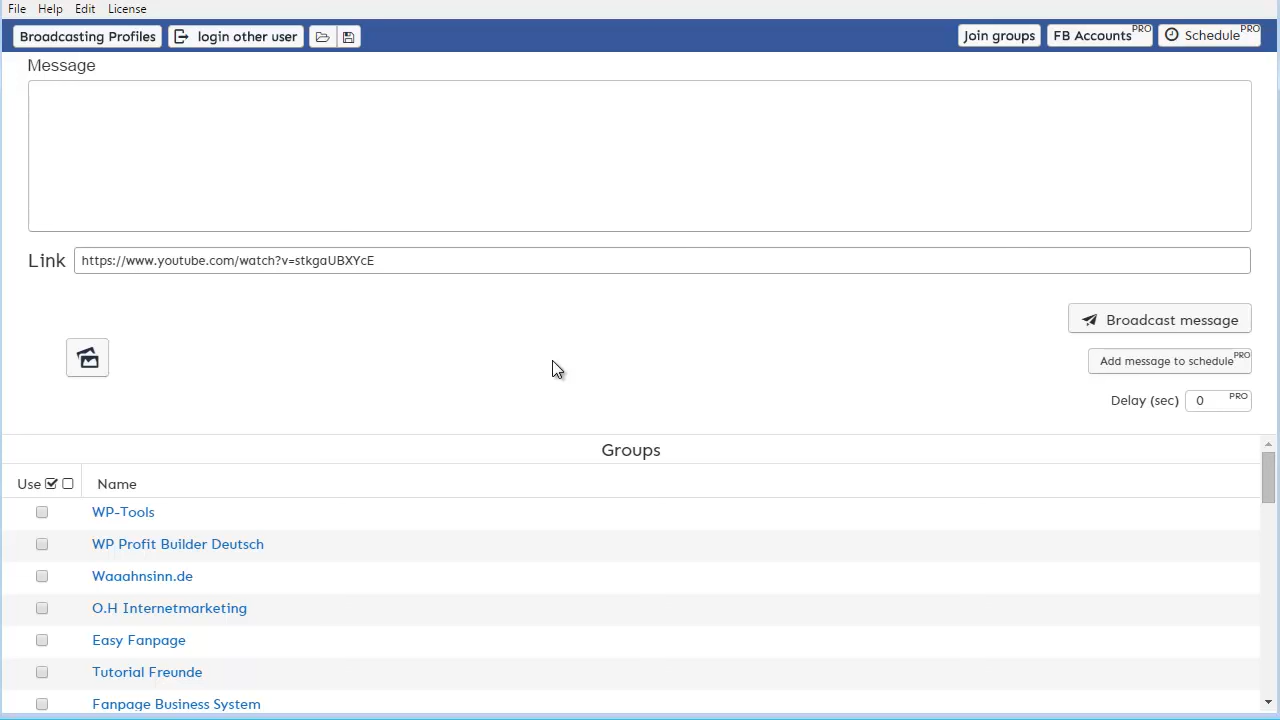 File Help Edit License
Broadcasting Profiles login other user Join groups FB Accounts PRO Schedule PRO
Message
Link https://www.youtube.com/watch?v=stkgaUBXYcE
Broadcast message
Add message to schedule PRO
Delay (sec) 0 PRO
Groups
Use Name
WP-Tools
WP Profit Builder Deutsch
Waaahnsinn.de
O.H Internetmarketing
Easy Fanpage
Tutorial Freunde
Fanpage Business System